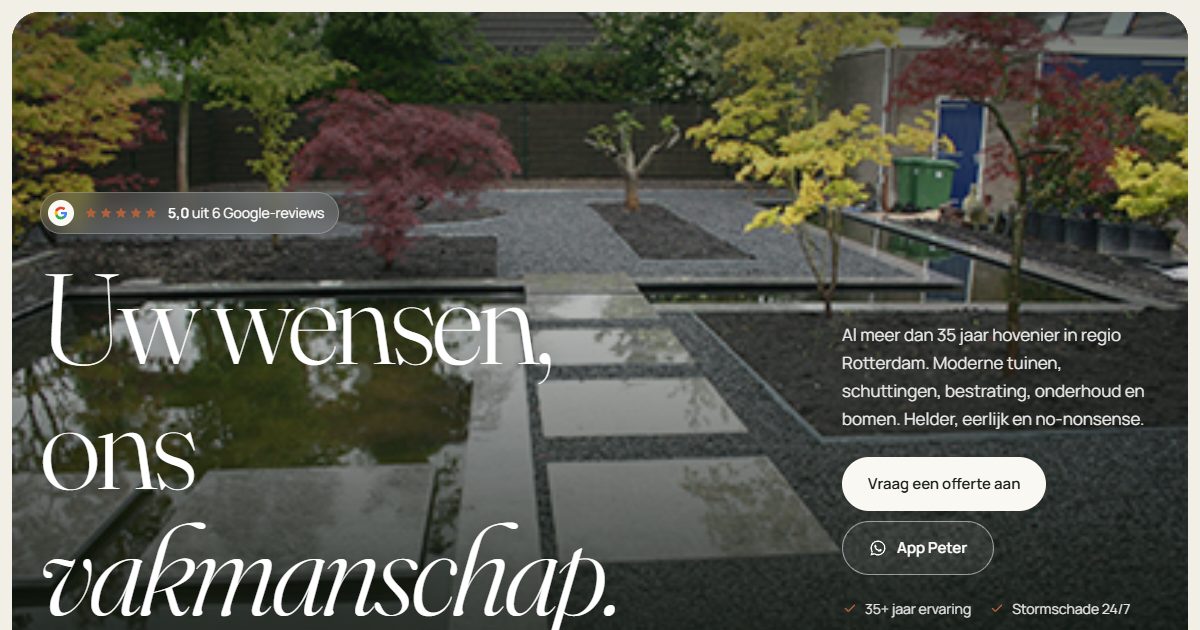 5,0 uit 6 Google-reviews
Uw wensen,
ons
vakmanschap.
Al meer dan 35 jaar hovenier in regio
Rotterdam. Moderne tuinen,
schuttingen, bestrating, onderhoud en
bomen. Helder, eerlijk en no-nonsense.
Vraag een offerte aan
App Peter
35+ jaar ervaring
Stormschade 24/7